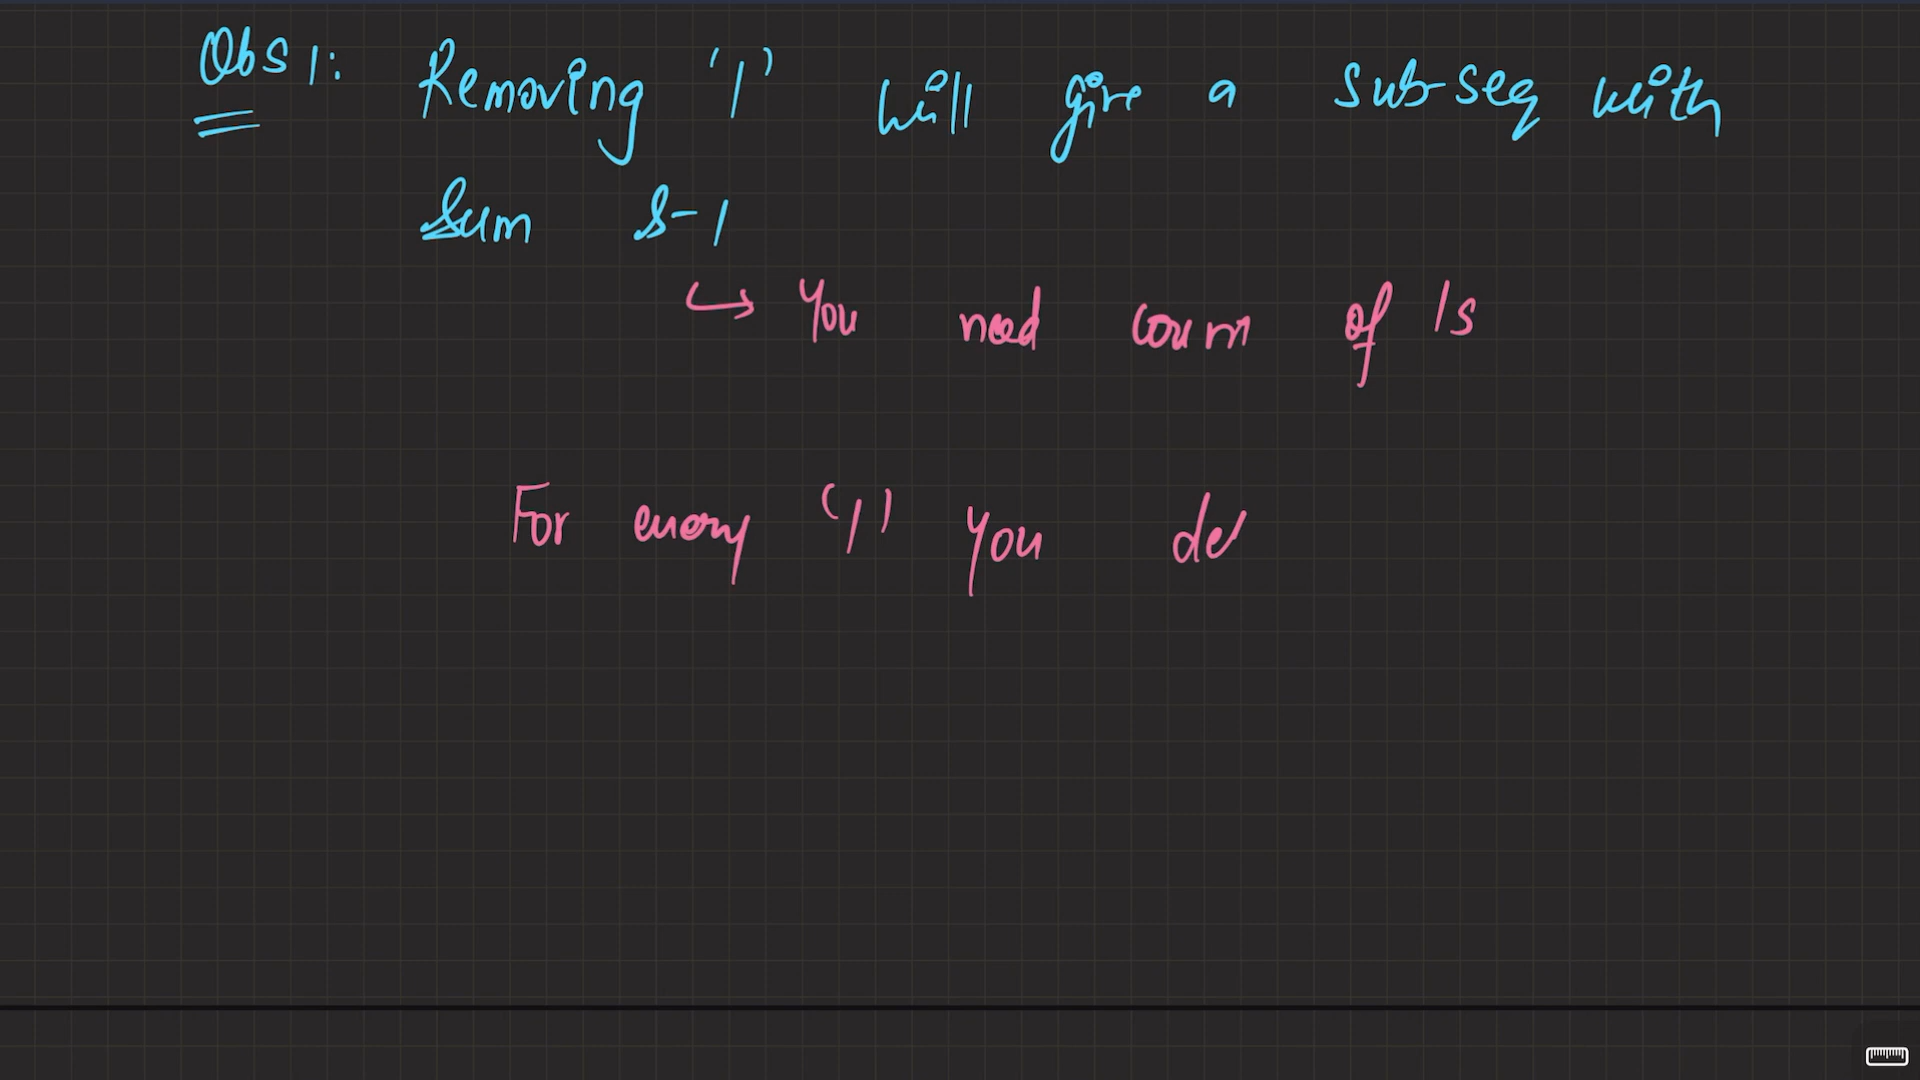 Obs 1: Removing '1' will give a sub-seq with
Sum S-1
↪ You need count of 1s
For every '1' you de